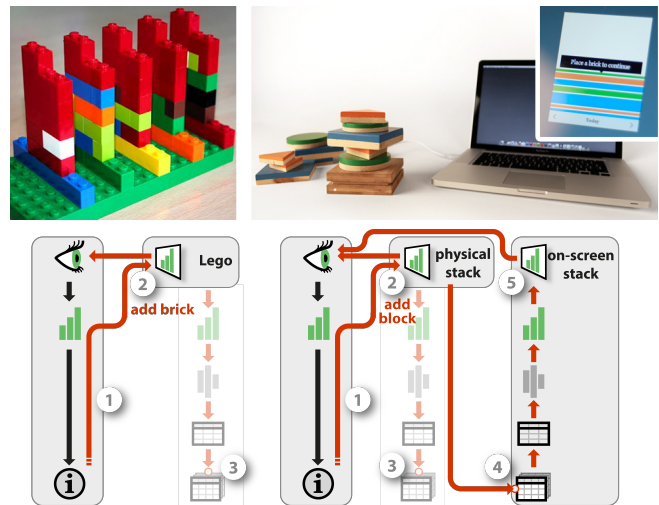 Place a brick to continue
Today
Lego
2
add brick
1
3
physical
stack
2
add
block
1
3
4
on-screen
stack
5